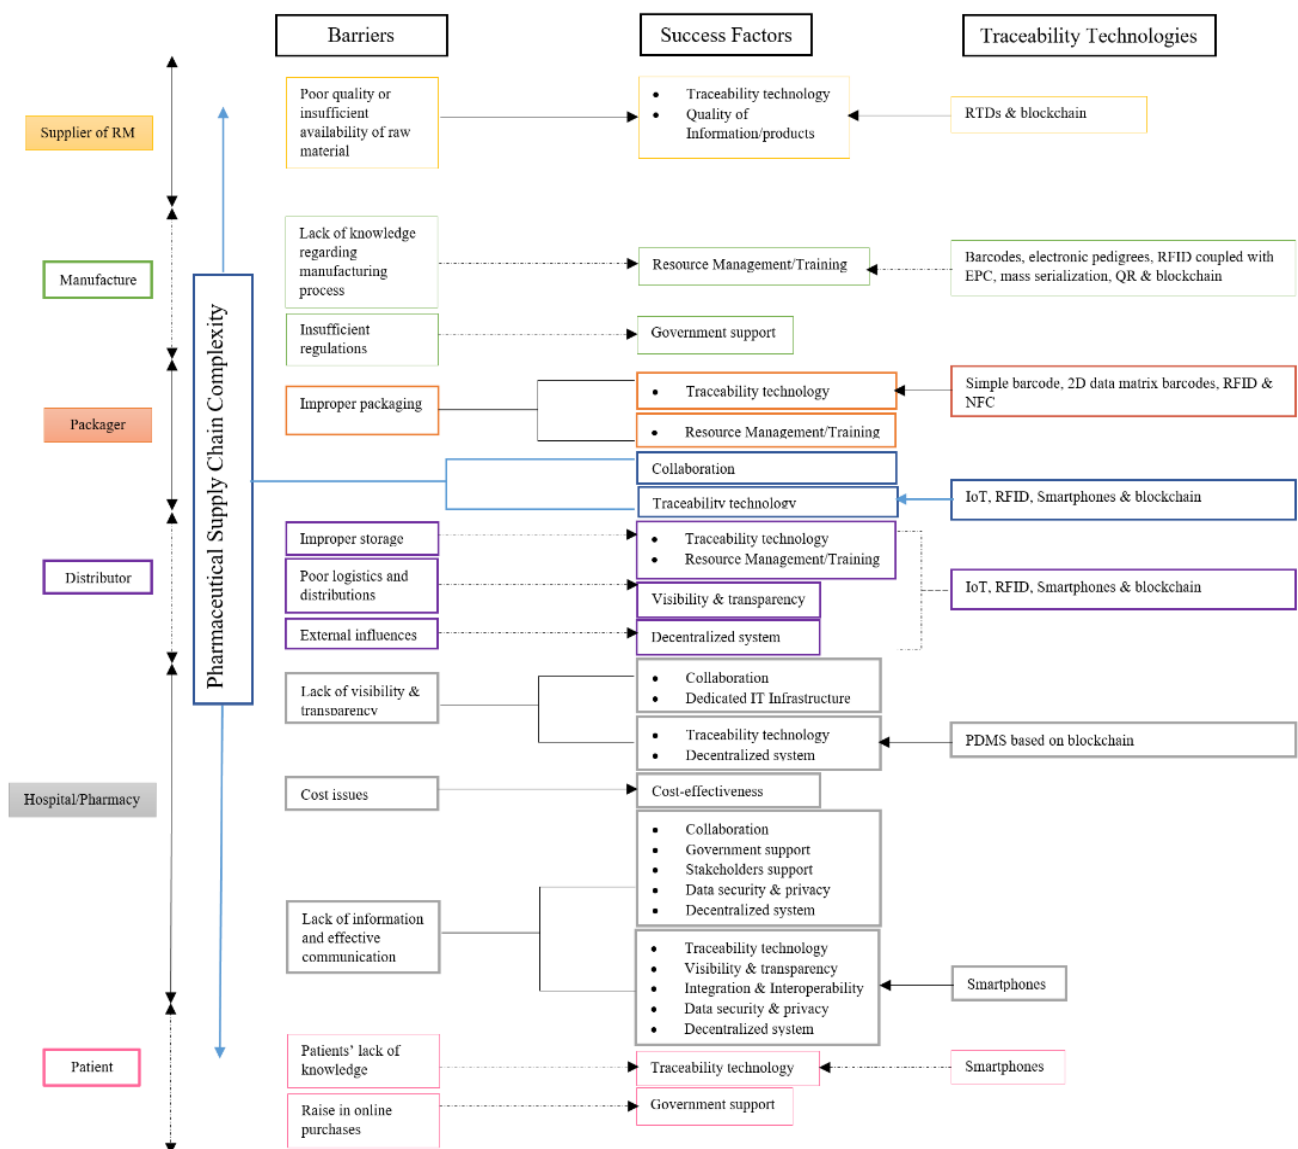 Barriers
Success Factors
Traceability Technologies
Supplier of RM
Poor quality or
insufficient
availability of raw
material
• Traceability technology
• Quality of
Information/products
RTDs & blockchain
Manufacture
Lack of knowledge
regarding
manufacturing
process
Resource Management/Training
Barcodes, electronic pedigrees, RFID coupled with
EPC, mass serialization, QR & blockchain
Insufficient
regulations
Government support
Pharmaceutical Supply Chain Complexity
Packager
Improper packaging
• Traceability technology
• Resource Management/Training
Simple barcode, 2D data matrix barcodes, RFID &
NFC
Collaboration
Traceability technology
IoT, RFID, Smartphones & blockchain
Distributor
Improper storage
• Traceability technology
• Resource Management/Training
Poor logistics and
distributions
Visibility & transparency
IoT, RFID, Smartphones & blockchain
External influences
Decentralized system
Hospital/Pharmacy
Lack of visibility &
transparency
• Collaboration
• Dedicated IT Infrastructure
• Traceability technology
• Decentralized system
PDMS based on blockchain
Cost issues
Cost-effectiveness
Lack of information
and effective
communication
• Collaboration
• Government support
• Stakeholders support
• Data security & privacy
• Decentralized system
• Traceability technology
• Visibility & transparency
• Integration & Interoperability
• Data security & privacy
• Decentralized system
Smartphones
Patient
Patients’ lack of
knowledge
Traceability technology
Smartphones
Raise in online
purchases
Government support